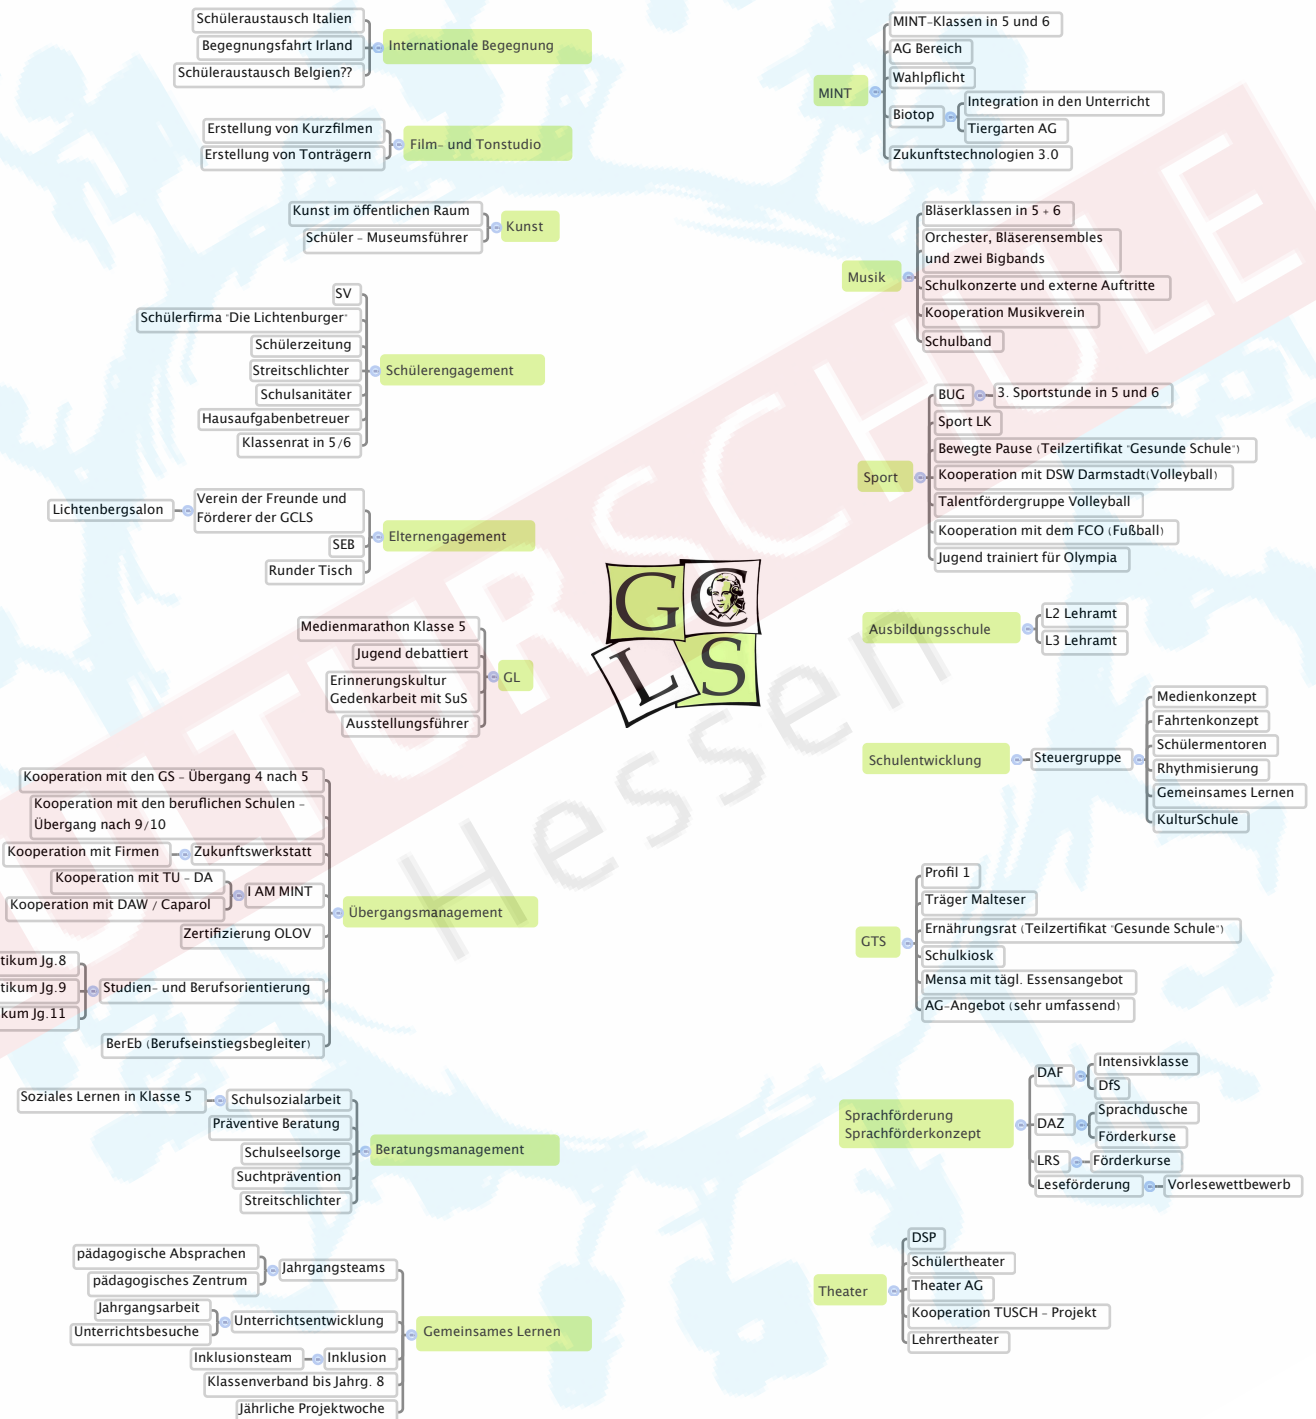 Schüleraustausch Italien
Begegnungsfahrt Irland
Schüleraustausch Belgien??
Internationale Begegnung
Erstellung von Kurzfilmen
Erstellung von Tonträgern
Film- und Tonstudio
Kunst im öffentlichen Raum
Schüler - Museumsführer
Kunst
SV
Schülerfirma "Die Lichtenburger"
Schülerzeitung
Streitschlichter
Schulsanitäter
Hausaufgabenbetreuer
Klassenrat in 5/6
Schülerengagement
Lichtenbergsalon
Verein der Freunde und
Förderer der GCLS
SEB
Runder Tisch
Elternengagement
Medienmarathon Klasse 5
Jugend debattiert
Erinnerungskultur
Gedenkarbeit mit SuS
Ausstellungsführer
GL
Kooperation mit den GS - Übergang 4 nach 5
Kooperation mit den beruflichen Schulen -
Übergang nach 9/10
Kooperation mit Firmen
Zukunftswerkstatt
Kooperation mit TU - DA
Kooperation mit DAW / Caparol
I AM MINT
Zertifizierung OLOV
tikum Jg.8
tikum Jg.9
kum Jg.11
Studien- und Berufsorientierung
BerEb (Berufseinstiegsbegleiter)
Übergangsmanagement
Soziales Lernen in Klasse 5
Schulsozialarbeit
Präventive Beratung
Schulseelsorge
Suchtprävention
Streitschlichter
Beratungsmanagement
pädagogische Absprachen
pädagogisches Zentrum
Jahrgangsteams
Jahrgangsarbeit
Unterrichtsbesuche
Unterrichtsentwicklung
Inklusionsteam
Inklusion
Klassenverband bis Jahrg. 8
Jährliche Projektwoche
Gemeinsames Lernen
G C
L S
ULTURSCHULE
Hessen
MINT
MINT-Klassen in 5 und 6
AG Bereich
Wahlpflicht
Biotop
Integration in den Unterricht
Tiergarten AG
Zukunftstechnologien 3.0
Musik
Bläserklassen in 5 + 6
Orchester, Bläserensembles
und zwei Bigbands
Schulkonzerte und externe Auftritte
Kooperation Musikverein
Schulband
Sport
BUG
3. Sportstunde in 5 und 6
Sport LK
Bewegte Pause (Teilzertifikat "Gesunde Schule")
Kooperation mit DSW Darmstadt(Volleyball)
Talentfördergruppe Volleyball
Kooperation mit dem FCO (Fußball)
Jugend trainiert für Olympia
Ausbildungsschule
L2 Lehramt
L3 Lehramt
Schulentwicklung
Steuergruppe
Medienkonzept
Fahrtenkonzept
Schülermentoren
Rhythmisierung
Gemeinsames Lernen
KulturSchule
GTS
Profil 1
Träger Malteser
Ernährungsrat (Teilzertifikat "Gesunde Schule")
Schulkiosk
Mensa mit tägl. Essensangebot
AG-Angebot (sehr umfassend)
Sprachförderung
Sprachförderkonzept
DAF
Intensivklasse
DfS
DAZ
Sprachdusche
Förderkurse
LRS
Förderkurse
Leseförderung
Vorlesewettbewerb
Theater
DSP
Schülertheater
Theater AG
Kooperation TUSCH - Projekt
Lehrertheater